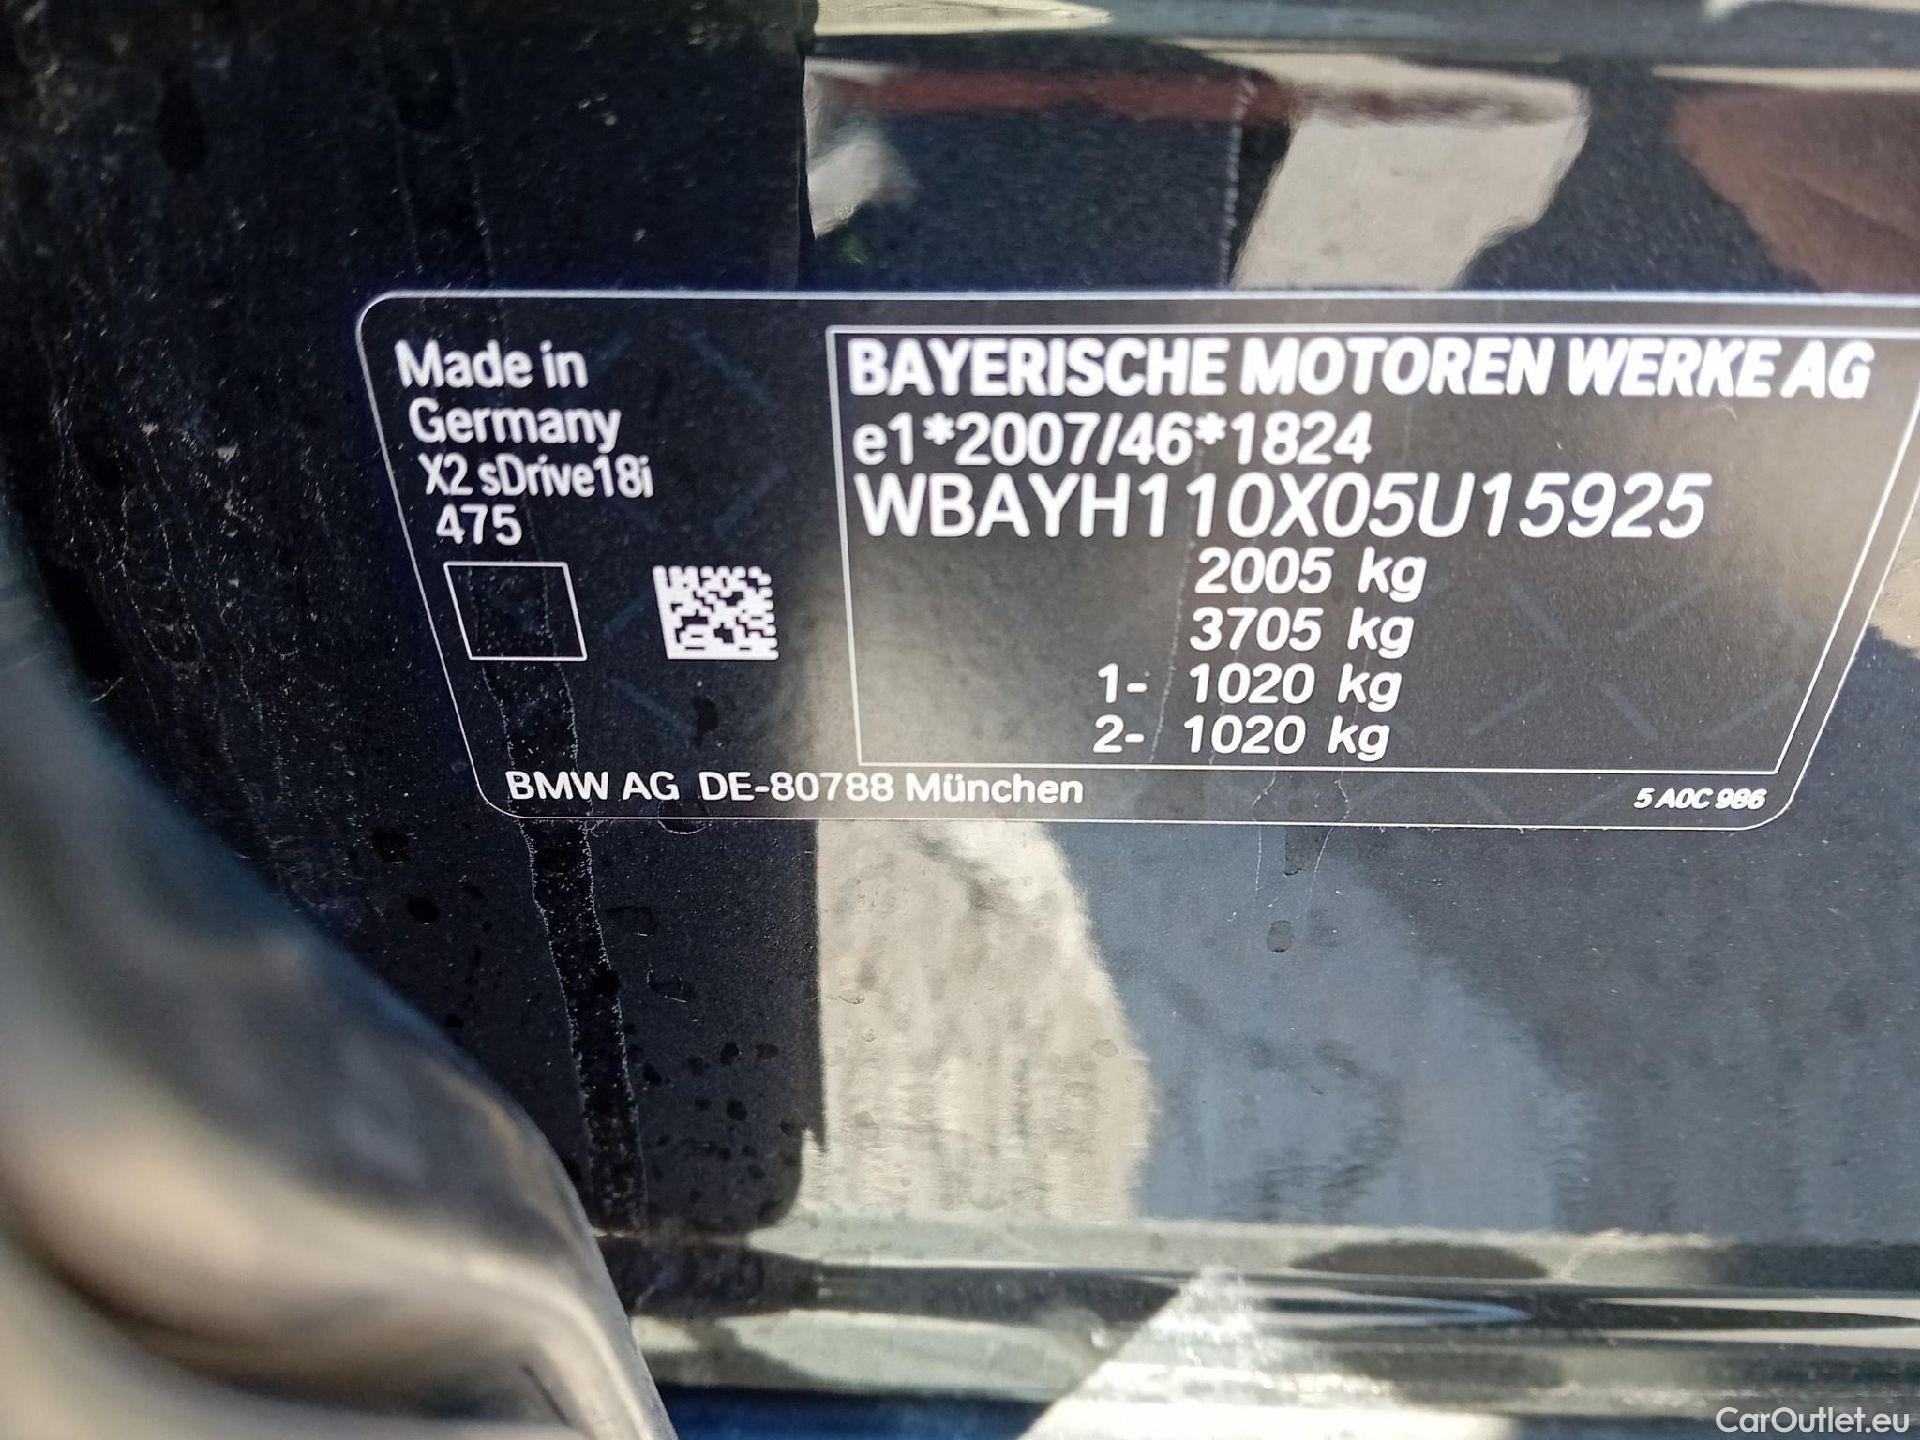 Made in
Germany
X2 sDrive18i
475
BAYERISCHE MOTOREN WERKE AG
e1*2007/46*1824
WBAYH110X05U15925
2005 kg
3705 kg
1- 1020 kg
2- 1020 kg
BMW AG DE-80788 München
5 A0C 986
CarOutlet.eu